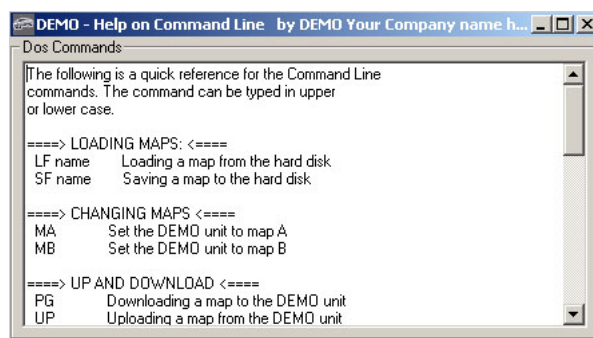 DEMO - Help on Command Line by DEMO Your Company name h...
Dos Commands
The following is a quick reference for the Command Line
commands. The command can be typed in upper
or lower case.
====> LOADING MAPS: <====
LF name Loading a map from the hard disk
SF name Saving a map to the hard disk
====> CHANGING MAPS <====
MA Set the DEMO unit to map A
MB Set the DEMO unit to map B
====> UP AND DOWNLOAD <====
PG Downloading a map to the DEMO unit
UP Uploading a map from the DEMO unit